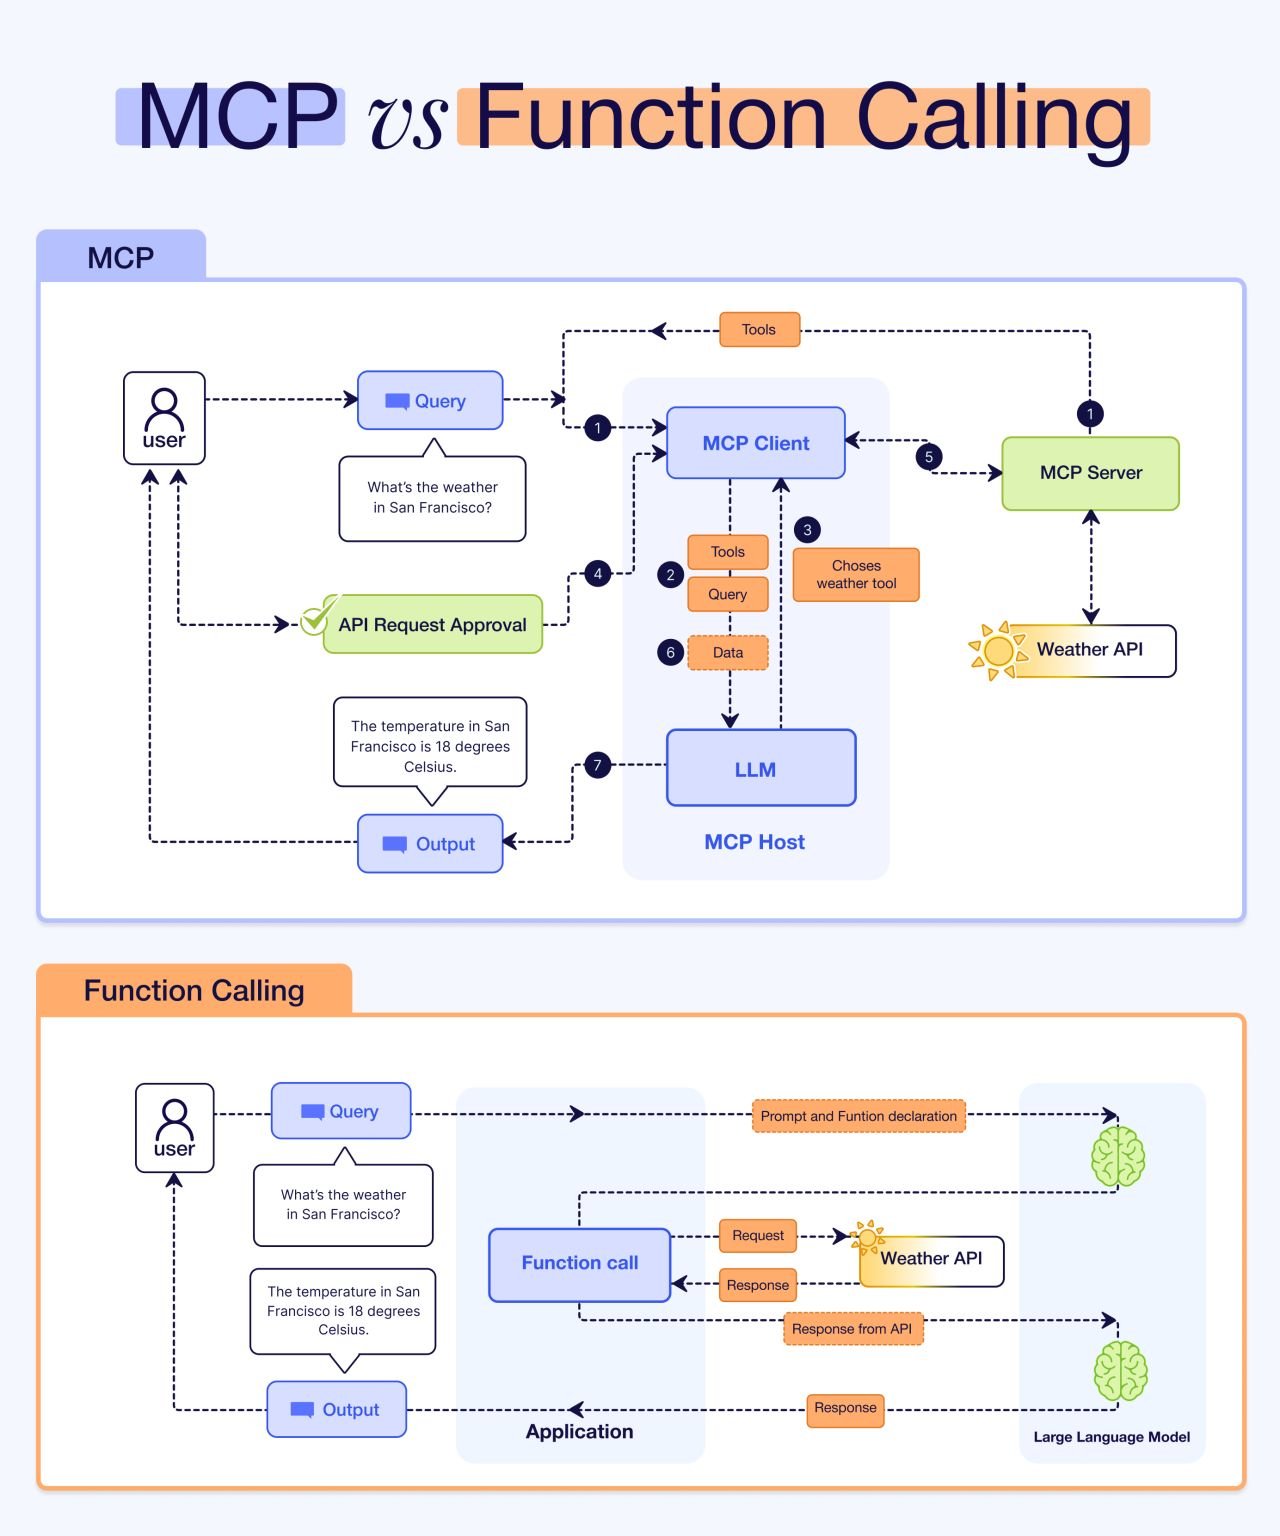 MCP vs Function Calling
MCP
Tools
user
Query
1
MCP Client
1
5
MCP Server
What's the weather
in San Francisco?
3
Tools
Choses
weather tool
2
Query
4
API Request Approval
6
Data
Weather API
The temperature in San
Francisco is 18 degrees
Celsius.
7
LLM
Output
MCP Host
Function Calling
user
Query
Prompt and Funtion declaration
What's the weather
in San Francisco?
Function call
Request
Weather API
Response
The temperature in San
Francisco is 18 degrees
Celsius.
Response from API
Output
Response
Application
Large Language Model